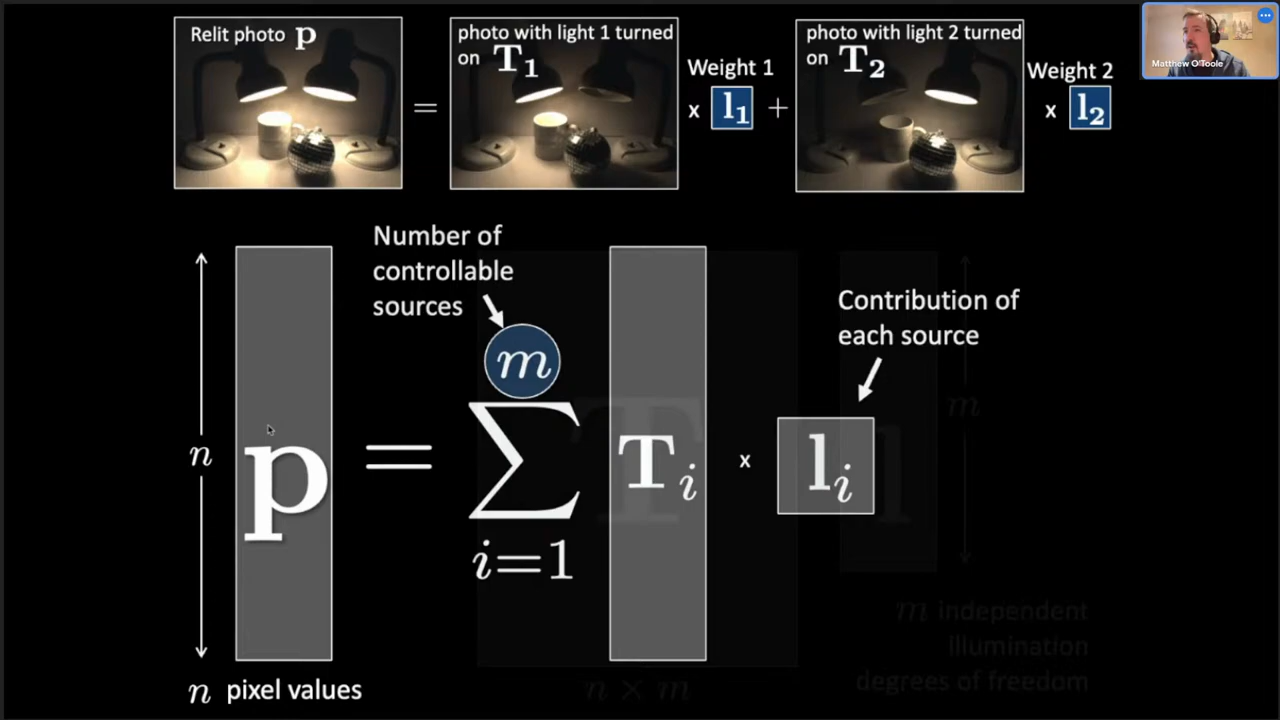 Relit photo p
=
photo with light 1 turned
on T₁
Weight 1
x l₁ +
photo with light 2 turned
on T₂
Weight 2
x l₂
Matthew O'Toole
Number of
controllable
sources
Contribution of
each source
n
p = ∑ Tᵢ x lᵢ
m
i=1
n pixel values
T
l
m
n × m
m independent
illumination
degrees of freedom